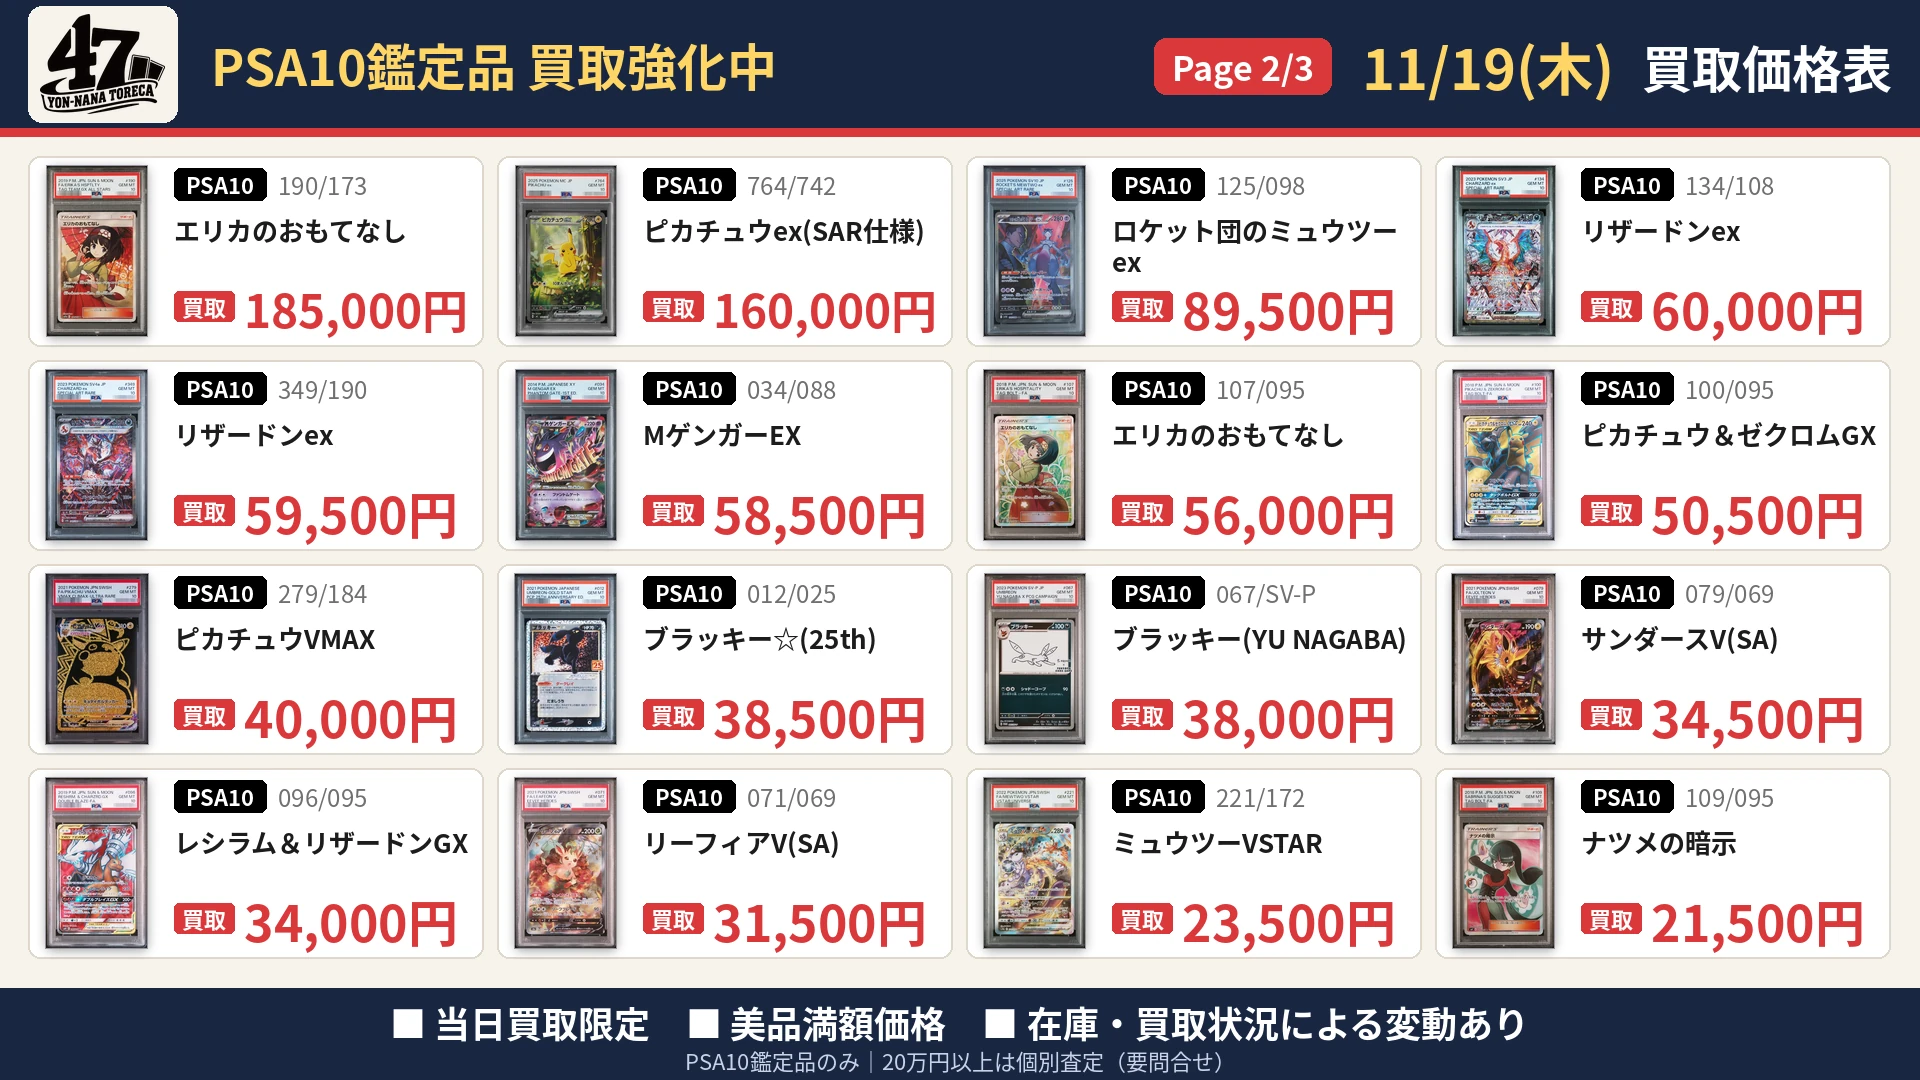 47
YON-NANA TORECA
PSA10鑑定品 買取強化中
Page 2/3
11/19(木) 買取価格表
PSA10 190/173
エリカのおもてなし
買取 185,000円
PSA10 764/742
ピカチュウex(SAR仕様)
買取 160,000円
PSA10 125/098
ロケット団のミュウツー
ex
買取 89,500円
PSA10 134/108
リザードンex
買取 60,000円
PSA10 349/190
リザードンex
買取 59,500円
PSA10 034/088
MゲンガーEX
買取 58,500円
PSA10 107/095
エリカのおもてなし
買取 56,000円
PSA10 100/095
ピカチュウ＆ゼクロムGX
買取 50,500円
PSA10 279/184
ピカチュウVMAX
買取 40,000円
PSA10 012/025
ブラッキー☆(25th)
買取 38,500円
PSA10 067/SV-P
ブラッキー(YU NAGABA)
買取 38,000円
PSA10 079/069
サンダースV(SA)
買取 34,500円
PSA10 096/095
レシラム＆リザードンGX
買取 34,000円
PSA10 071/069
リーフィアV(SA)
買取 31,500円
PSA10 221/172
ミュウツーVSTAR
買取 23,500円
PSA10 109/095
ナツメの暗示
買取 21,500円
■ 当日買取限定 ■ 美品満額価格 ■ 在庫・買取状況による変動あり
PSA10鑑定品のみ｜20万円以上は個別査定（要問合せ）